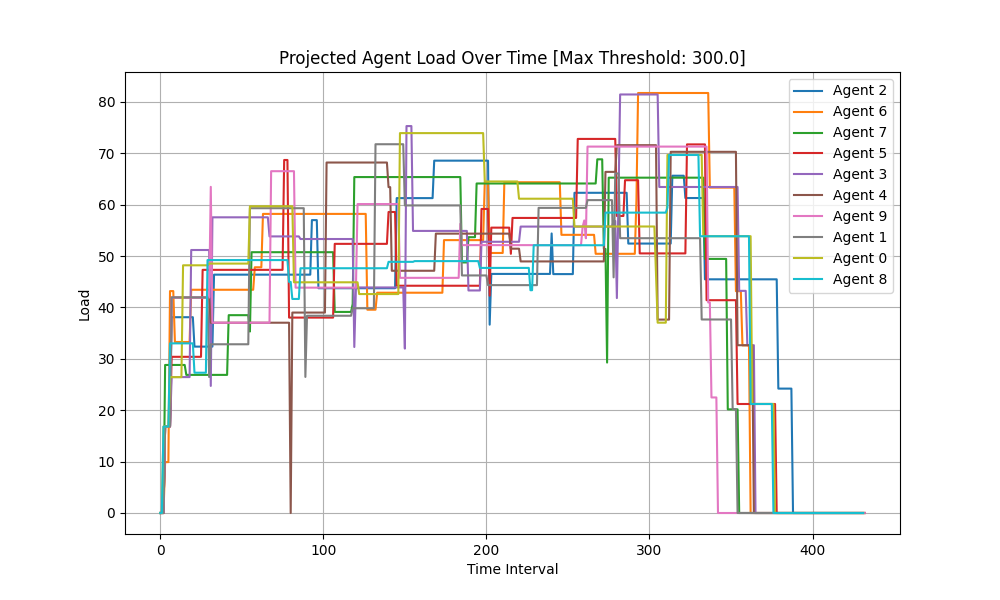 Projected Agent Load Over Time [Max Threshold: 300.0]
Load
80
70
60
50
40
30
20
10
0
0
100
200
300
400
Time Interval
Agent 2
Agent 6
Agent 7
Agent 5
Agent 3
Agent 4
Agent 9
Agent 1
Agent 0
Agent 8